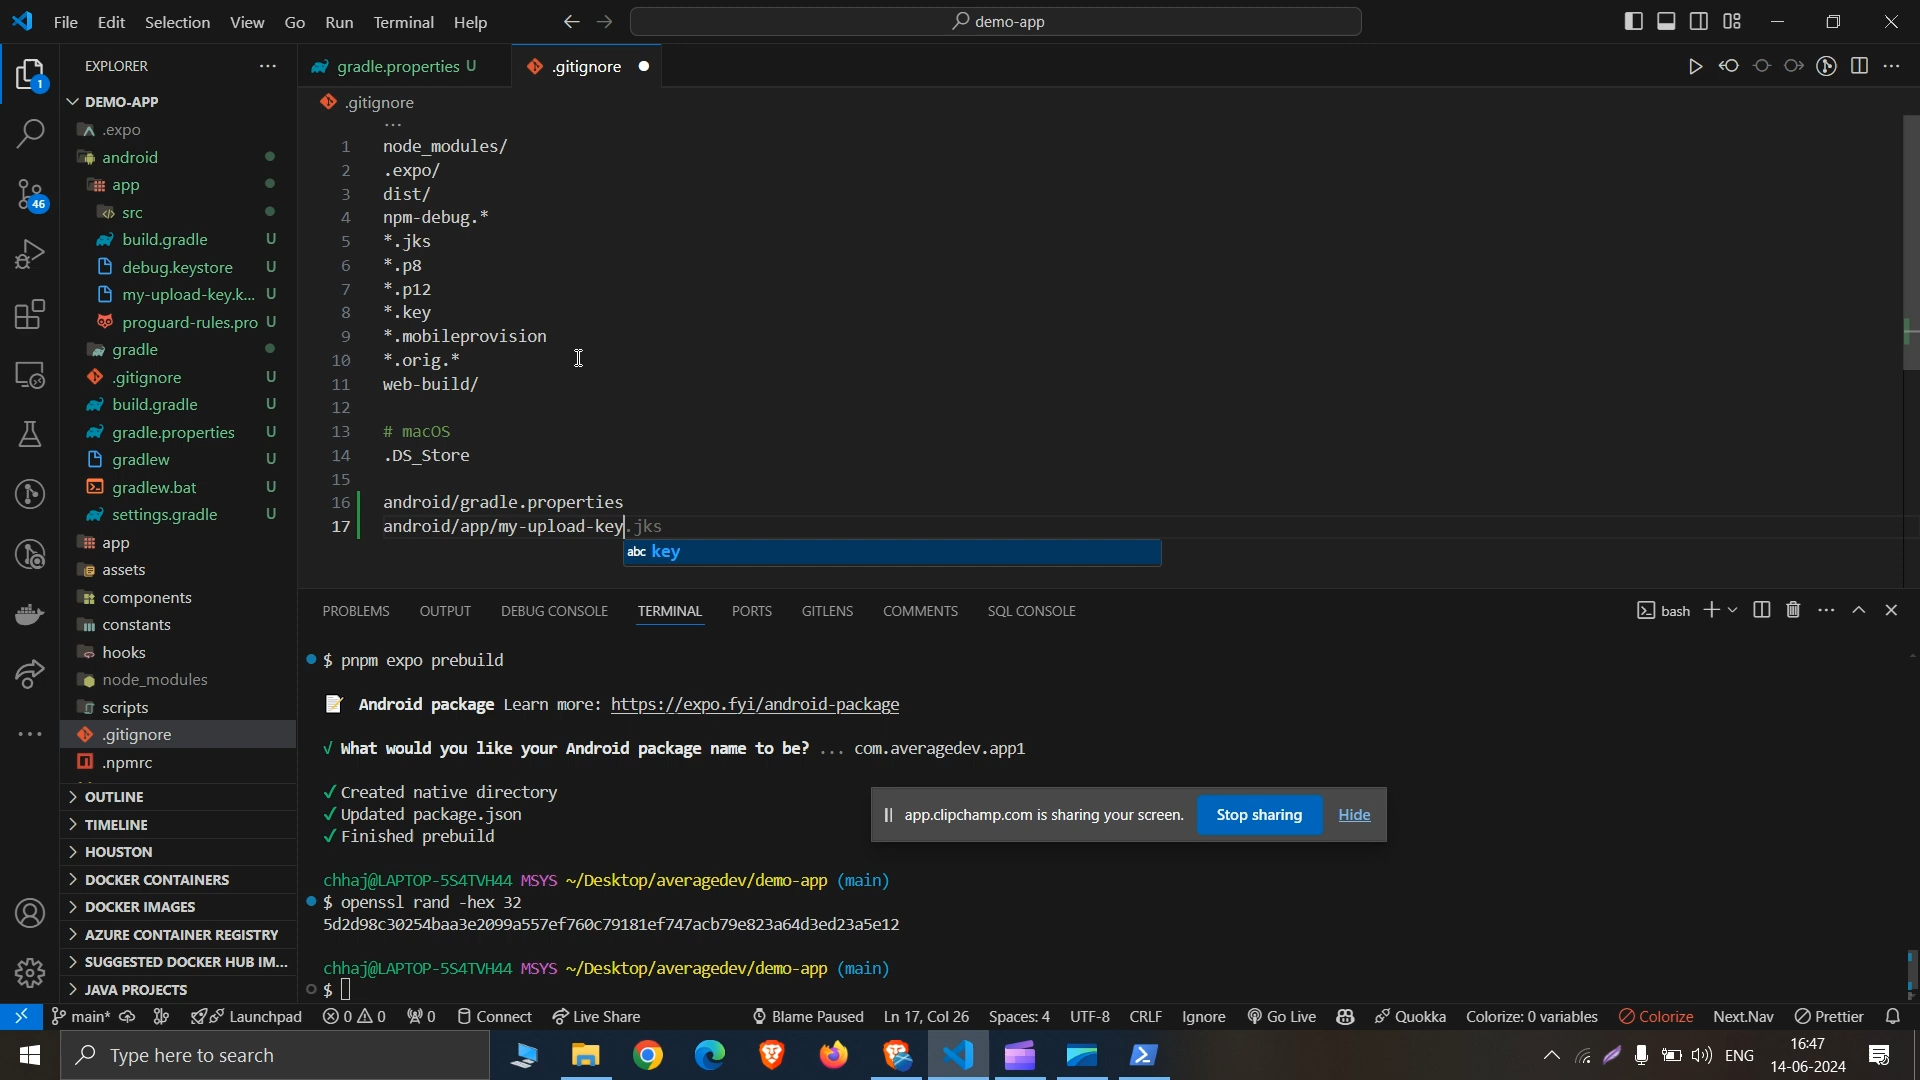 File Edit Selection View Go Run Terminal Help
demo-app
EXPLORER
1
DEMO-APP
.expo
android
app
src
build.gradle U
debug.keystore U
my-upload-key.k... U
proguard-rules.pro U
gradle
.gitignore U
build.gradle U
gradle.properties U
gradlew U
gradlew.bat U
settings.gradle U
app
assets
components
constants
hooks
node_modules
scripts
.gitignore
.npmrc
OUTLINE
TIMELINE
HOUSTON
DOCKER CONTAINERS
DOCKER IMAGES
AZURE CONTAINER REGISTRY
SUGGESTED DOCKER HUB IM...
JAVA PROJECTS
46
gradle.properties U
.gitignore
.gitignore
...
1 node_modules/
2 .expo/
3 dist/
4 npm-debug.*
5 *.jks
6 *.p8
7 *.p12
8 *.key
9 *.mobileprovision
10 *.orig.*
11 web-build/
12
13 # macOS
14 .DS_Store
15
16 android/gradle.properties
17 android/app/my-upload-key.jks
abc key
PROBLEMS OUTPUT DEBUG CONSOLE TERMINAL PORTS GITLENS COMMENTS SQL CONSOLE
bash
$ pnpm expo prebuild
Android package Learn more: https://expo.fyi/android-package
√ What would you like your Android package name to be? ... com.averagedev.app1
✓ Created native directory
✓ Updated package.json
✓ Finished prebuild
app.clipchamp.com is sharing your screen. Stop sharing Hide
chhaj@LAPTOP-5S4TVH44 MSYS ~/Desktop/averagedev/demo-app (main)
$ openssl rand -hex 32
5d2d98c30254baa3e2099a557ef760c79181ef747acb79e823a64d3ed23a5e12
chhaj@LAPTOP-5S4TVH44 MSYS ~/Desktop/averagedev/demo-app (main)
$
main* Launchpad 0 0 0 Connect Live Share Blame Paused Ln 17, Col 26 Spaces: 4 UTF-8 CRLF Ignore Go Live Quokka Colorize: 0 variables Colorize Next.Nav Prettier
Type here to search
ENG
16:47
14-06-2024